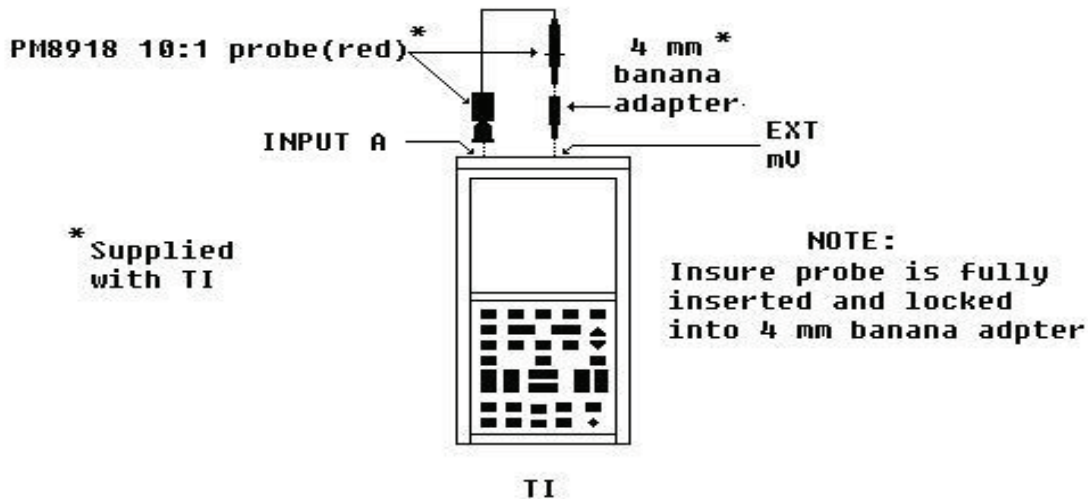 PM8918 10:1 probe(red)*
4 mm *
banana
adapter
INPUT A
EXT
mV
*Supplied
with TI
NOTE:
Insure probe is fully
inserted and locked
into 4 mm banana adpter
TI